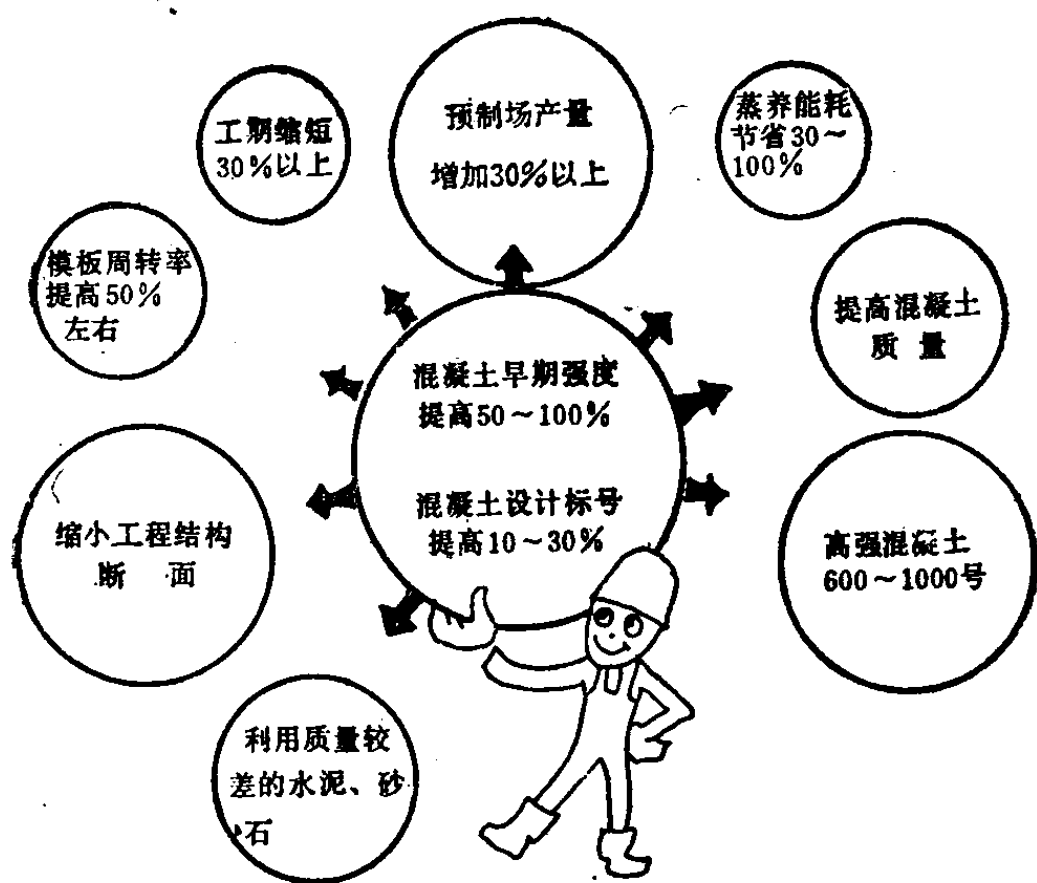 工期缩短
30%以上
预制场产量
增加30%以上
蒸养能耗
节省30～
100%
模板周转率
提高50%
左右
提高混凝土
质 量
混凝土早期强度
提高50～100%
混凝土设计标号
提高10～30%
缩小工程结构
断 面
高强混凝土
600～1000号
利用质量较
差的水泥、砂
石